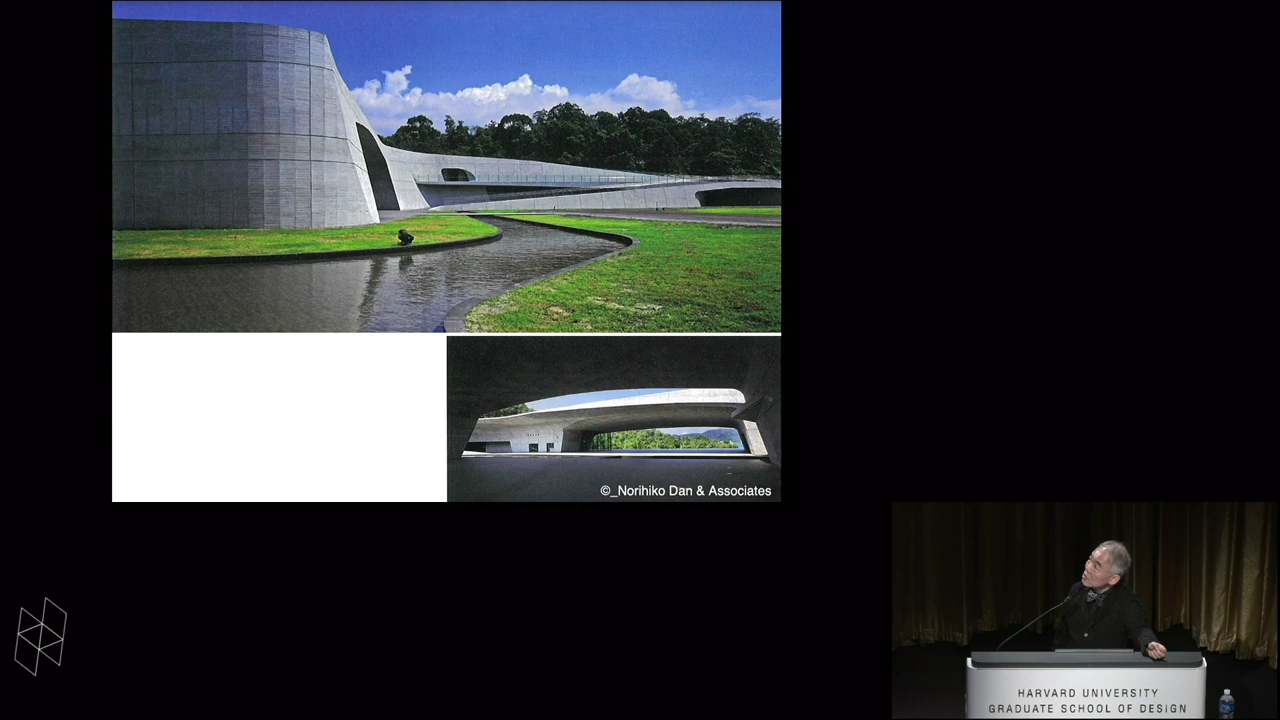 ©_Norihiko Dan & Associates
HARVARD UNIVERSITY
GRADUATE SCHOOL OF DESIGN